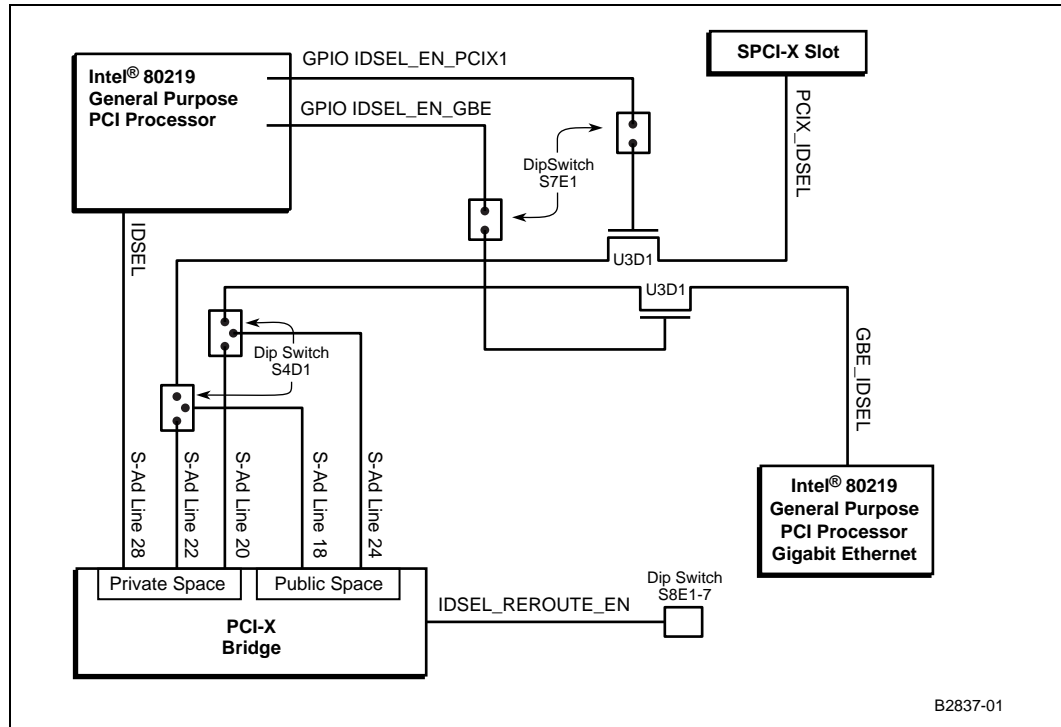 Intel® 80219
General Purpose
PCI Processor
GPIO IDSEL_EN_PCIX1
GPIO IDSEL_EN_GBE
SPCI-X Slot
PCIX_IDSEL
DipSwitch
S7E1
IDSEL
U3D1
U3D1
Dip Switch
S4D1
GBE_IDSEL
S-Ad Line 28
S-Ad Line 22
S-Ad Line 20
S-Ad Line 18
S-Ad Line 24
Intel® 80219
General Purpose
PCI Processor
Gigabit Ethernet
Private Space
Public Space
PCI-X
Bridge
IDSEL_REROUTE_EN
Dip Switch
S8E1-7
B2837-01